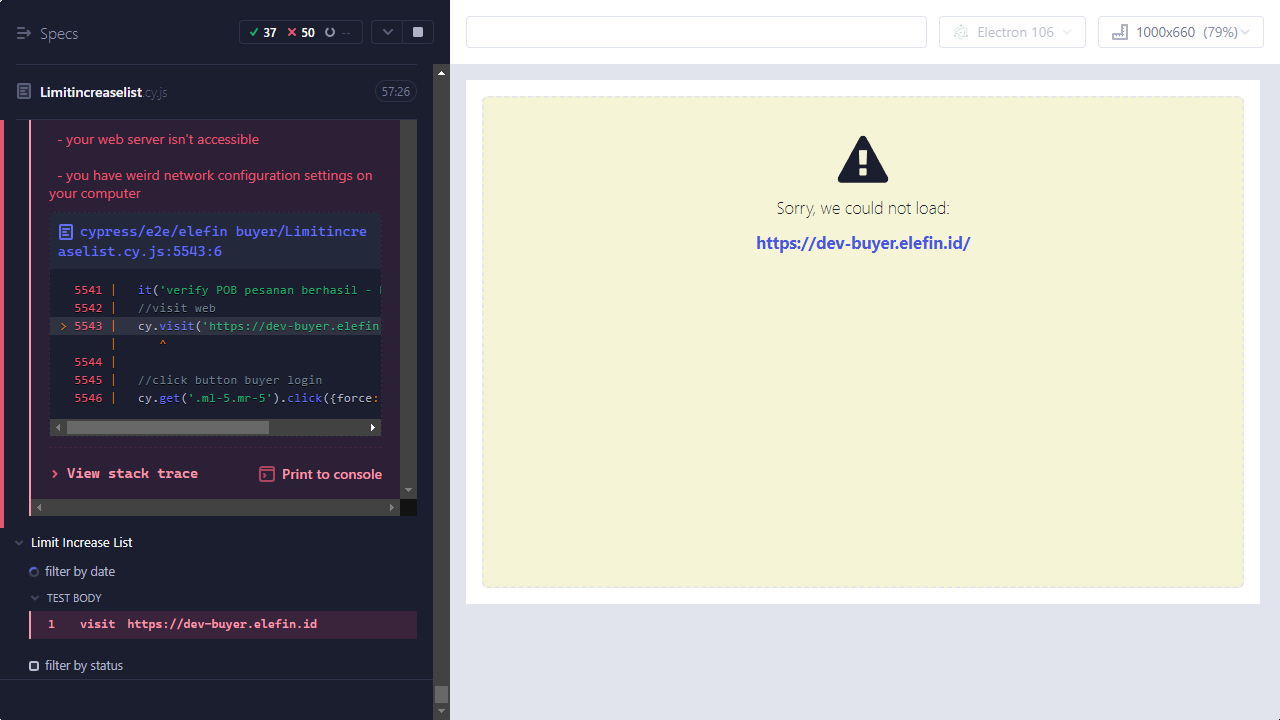 Specs
37 50 --
Limitincreaselist.cy.js 57:26
- your web server isn't accessible
- you have weird network configuration settings on
your computer
cypress/e2e/elefin buyer/Limitincre
aselist.cy.js:5543:6
5541 | it('verify POB pesanan berhasil -
5542 | //visit web
> 5543 | cy.visit('https://dev-buyer.elefin
| ^
5544 |
5545 | //click button buyer login
5546 | cy.get('.ml-5.mr-5').click({force:
> View stack trace
Print to console
Limit Increase List
filter by date
TEST BODY
1 visit https://dev-buyer.elefin.id
filter by status
Electron 106
1000x660 (79%)
Sorry, we could not load:
https://dev-buyer.elefin.id/